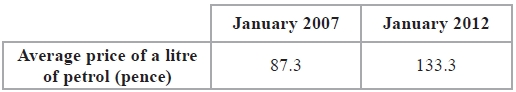 January 2007 January 2012
Average price of a litre
of petrol (pence) 87.3 133.3